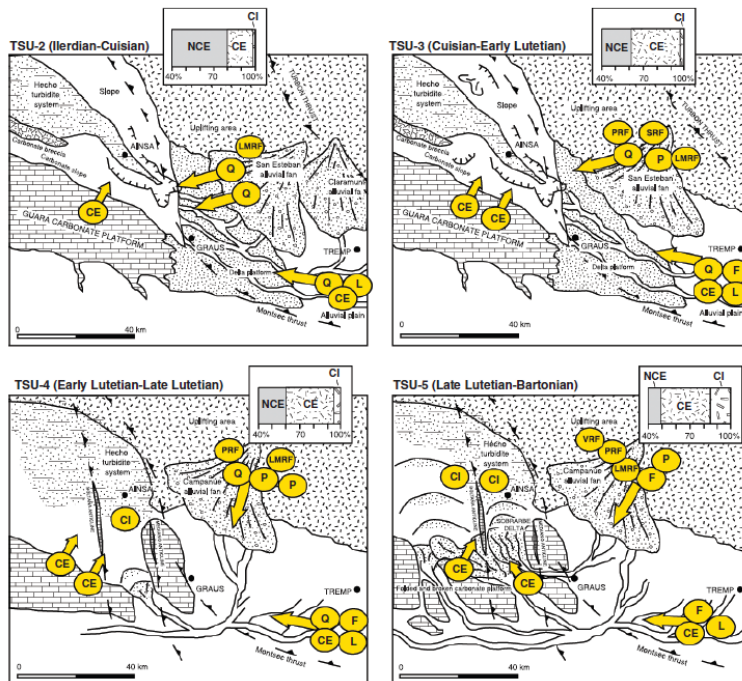 TSU-2 (Ilerdian-Cuisian)
CI
NCE
CE
40%
80%
100%
Hecho
turbidite
system
Slope
TURBON THRUST
Uplifting area
LMRF
AINSA
Carbonate breccia
Carbonate slope
Q
San Esteban
alluvial fan
Q
CE
GUARA CARBONATE PLATFORM
GRAUS
TREMP
Delta platform
Q
L
CE
Montsec thrust
Alluvial plain
0
40 km
TSU-3 (Cuisian-Early Lutetian)
CI
NCE
CE
40%
60%
100%
Hecho
turbidite
system
Slope
TURBON THRUST
Uplifting area
PRF
SRF
AINSA
Q
P
LMRF
Carbonate breccia
Carbonate slope
San Esteban
alluvial fan
CE
CE
GUARA CARBONATE PLATFORM
GRAUS
TREMP
Delta platform
Q
F
CE
L
Montsec thrust
Alluvial plain
0
40 km
TSU-4 (Early Lutetian-Late Lutetian)
CI
NCE
CE
40%
60%
100%
Uplifting area
Hecho
turbidite
system
PRF
LMRF
Q
P
P
Campanue
alluvial fan
AINSA
CI
CE
CE
GRAUS
TREMP
Q
F
CE
L
Montsec thrust
0
40 km
TSU-5 (Late Lutetian-Bartonian)
NCE
CI
CE
40%
80%
100%
Uplifting area
VRF
PRF
P
Hecho
turbidite
system
LMRF
F
CI
CI
Campanue
alluvial fan
AINSA
SOBRARBE
DELTA
CE
CE
Folded and broken carbonate platform
GRAUS
TREMP
F
CE
L
Montsec thrust
0
40 km